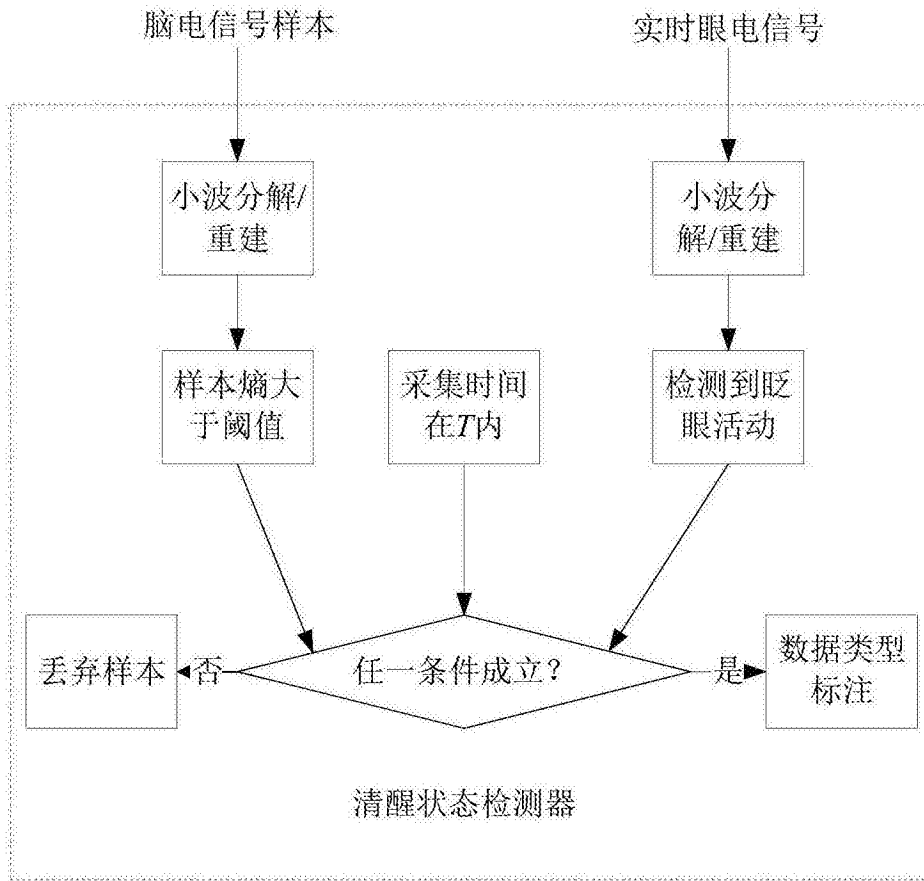 脑电信号样本
实时眼电信号
小波分解/
重建
小波分
解/重建
样本熵大
于阈值
采集时间
在T内
检测到眨
眼活动
丢弃样本
否
任一条件成立？
是
数据类型
标注
清醒状态检测器